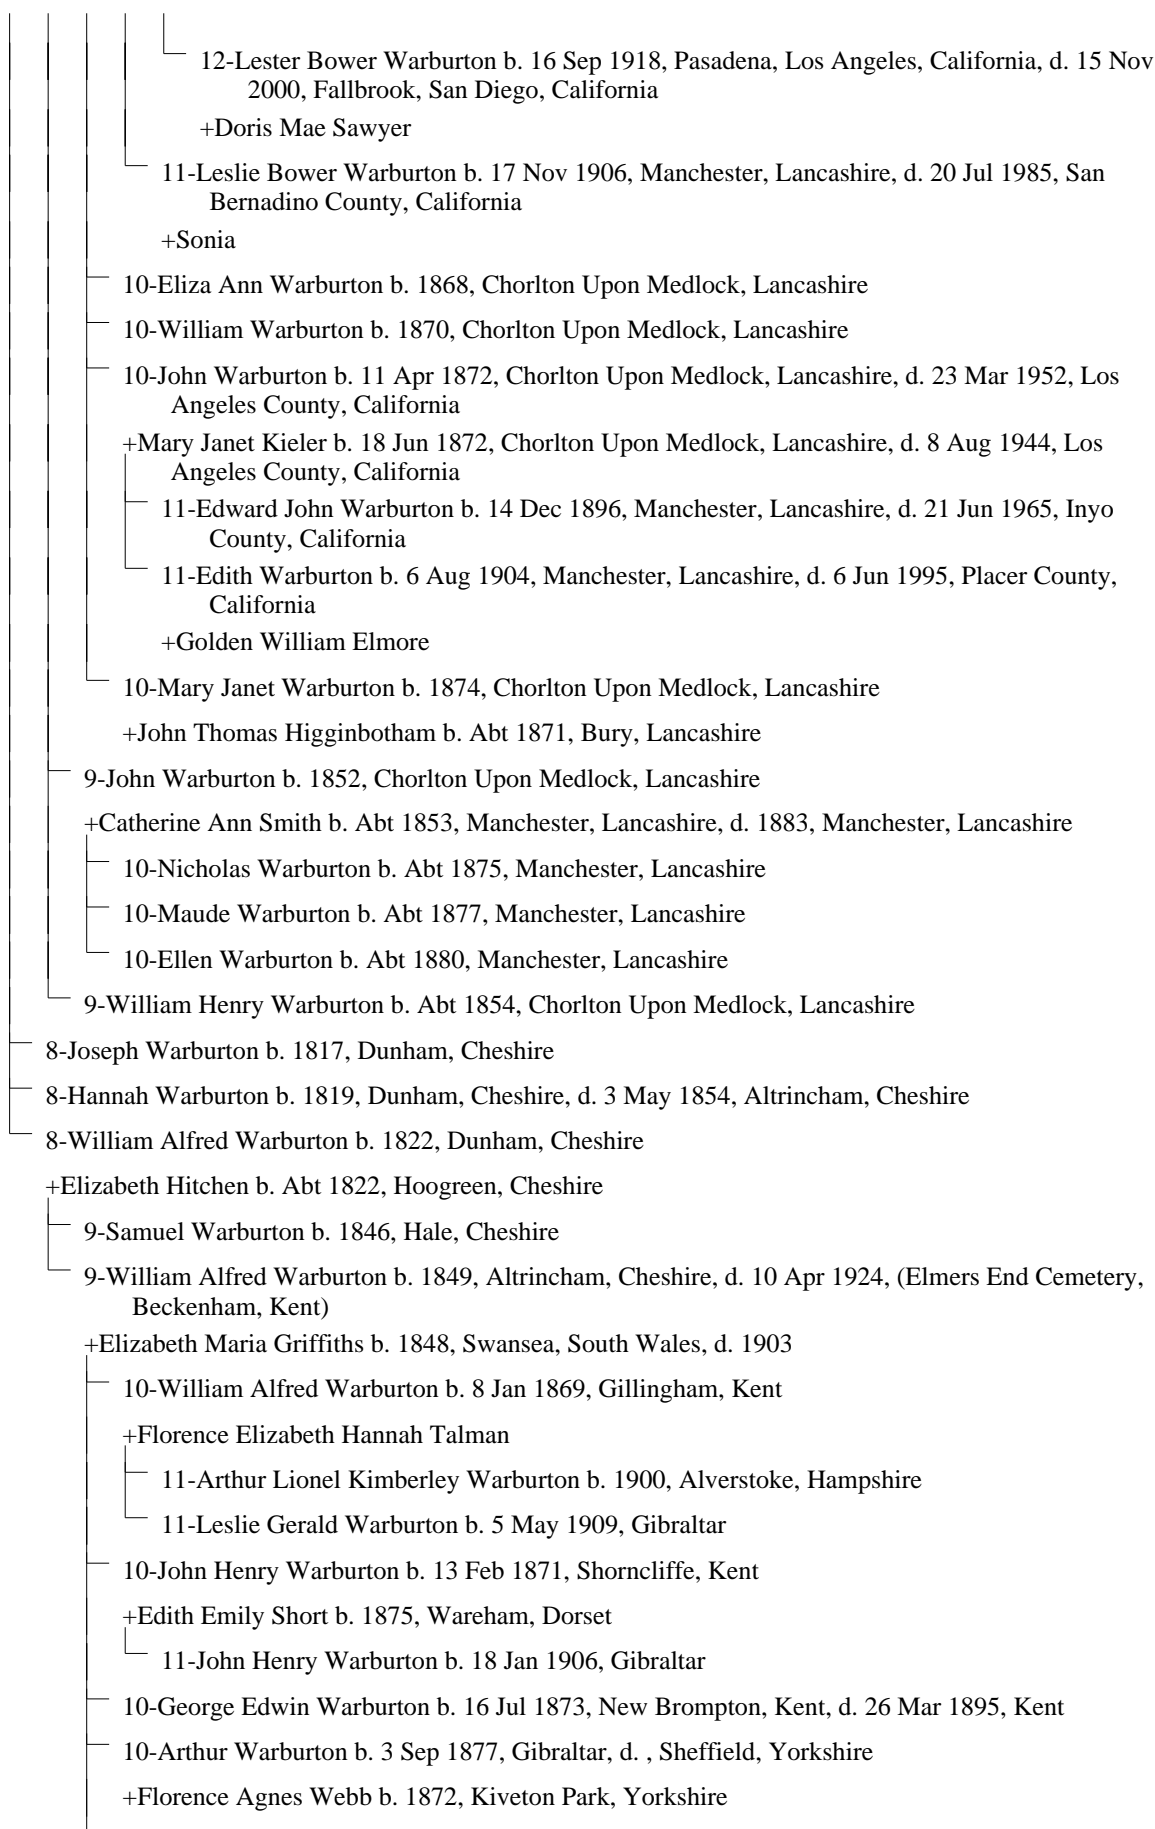 12-Lester Bower Warburton b. 16 Sep 1918, Pasadena, Los Angeles, California, d. 15 Nov
2000, Fallbrook, San Diego, California
+Doris Mae Sawyer
11-Leslie Bower Warburton b. 17 Nov 1906, Manchester, Lancashire, d. 20 Jul 1985, San
Bernadino County, California
+Sonia
10-Eliza Ann Warburton b. 1868, Chorlton Upon Medlock, Lancashire
10-William Warburton b. 1870, Chorlton Upon Medlock, Lancashire
10-John Warburton b. 11 Apr 1872, Chorlton Upon Medlock, Lancashire, d. 23 Mar 1952, Los
Angeles County, California
+Mary Janet Kieler b. 18 Jun 1872, Chorlton Upon Medlock, Lancashire, d. 8 Aug 1944, Los
Angeles County, California
11-Edward John Warburton b. 14 Dec 1896, Manchester, Lancashire, d. 21 Jun 1965, Inyo
County, California
11-Edith Warburton b. 6 Aug 1904, Manchester, Lancashire, d. 6 Jun 1995, Placer County,
California
+Golden William Elmore
10-Mary Janet Warburton b. 1874, Chorlton Upon Medlock, Lancashire
+John Thomas Higginbotham b. Abt 1871, Bury, Lancashire
9-John Warburton b. 1852, Chorlton Upon Medlock, Lancashire
+Catherine Ann Smith b. Abt 1853, Manchester, Lancashire, d. 1883, Manchester, Lancashire
10-Nicholas Warburton b. Abt 1875, Manchester, Lancashire
10-Maude Warburton b. Abt 1877, Manchester, Lancashire
10-Ellen Warburton b. Abt 1880, Manchester, Lancashire
9-William Henry Warburton b. Abt 1854, Chorlton Upon Medlock, Lancashire
8-Joseph Warburton b. 1817, Dunham, Cheshire
8-Hannah Warburton b. 1819, Dunham, Cheshire, d. 3 May 1854, Altrincham, Cheshire
8-William Alfred Warburton b. 1822, Dunham, Cheshire
+Elizabeth Hitchen b. Abt 1822, Hoogreen, Cheshire
9-Samuel Warburton b. 1846, Hale, Cheshire
9-William Alfred Warburton b. 1849, Altrincham, Cheshire, d. 10 Apr 1924, (Elmers End Cemetery,
Beckenham, Kent)
+Elizabeth Maria Griffiths b. 1848, Swansea, South Wales, d. 1903
10-William Alfred Warburton b. 8 Jan 1869, Gillingham, Kent
+Florence Elizabeth Hannah Talman
11-Arthur Lionel Kimberley Warburton b. 1900, Alverstoke, Hampshire
11-Leslie Gerald Warburton b. 5 May 1909, Gibraltar
10-John Henry Warburton b. 13 Feb 1871, Shorncliffe, Kent
+Edith Emily Short b. 1875, Wareham, Dorset
11-John Henry Warburton b. 18 Jan 1906, Gibraltar
10-George Edwin Warburton b. 16 Jul 1873, New Brompton, Kent, d. 26 Mar 1895, Kent
10-Arthur Warburton b. 3 Sep 1877, Gibraltar, d. , Sheffield, Yorkshire
+Florence Agnes Webb b. 1872, Kiveton Park, Yorkshire